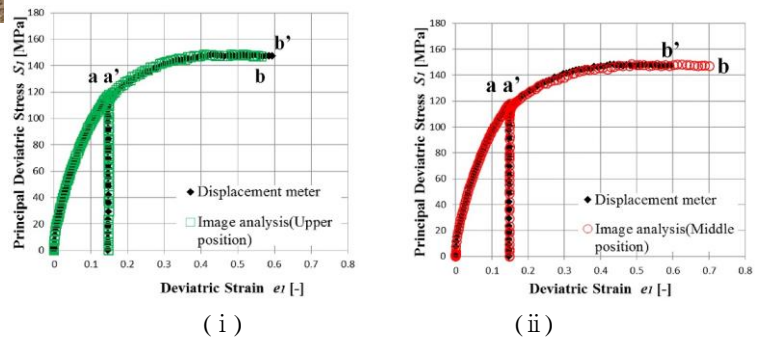 Principal Deviatric Stress S1 [MPa]
180
160
140
120
100
80
60
40
20
0
a a'
b'
b
Displacement meter
Image analysis(Upper
position)
0 0.1 0.2 0.3 0.4 0.5 0.6 0.7 0.8
Deviatric Strain e1 [-]
(i)
Principal Deviatric Stress S1 [MPa]
180
160
140
120
100
80
60
40
20
0
a a'
b'
b
Displacement meter
Image analysis(Middle
position)
0 0.1 0.2 0.3 0.4 0.5 0.6 0.7 0.8
Deviatric Strain e1 [-]
(ii)